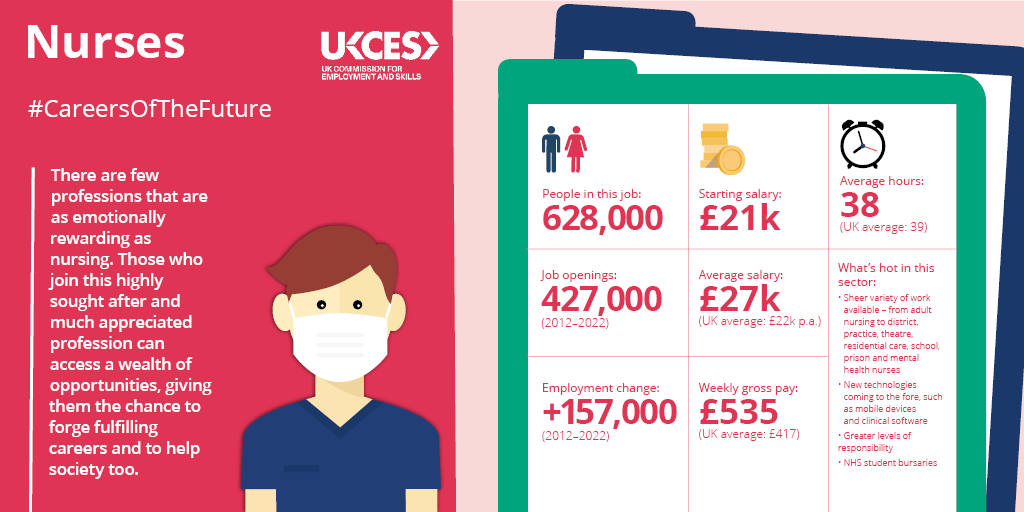 Nurses
UKCES
UK COMMISSION FOR
EMPLOYMENT AND SKILLS
#CareersOfTheFuture
There are few
professions that are
as emotionally
rewarding as
nursing. Those who
join this highly
sought after and
much appreciated
profession can
access a wealth of
opportunities, giving
them the chance to
forge fulfilling
careers and to help
society too.
People in this job:
628,000
Starting salary:
£21k
Average hours:
38
(UK average: 39)
Job openings:
427,000
(2012–2022)
Average salary:
£27k
(UK average: £22k p.a.)
Employment change:
+157,000
(2012–2022)
Weekly gross pay:
£535
(UK average: £417)
What's hot in this
sector:
• Sheer variety of work
available – from adult
nursing to district,
practice, theatre,
residential care, school,
prison and mental
health nurses
• New technologies
coming to the fore, such
as mobile devices
and clinical software
• Greater levels of
responsibility
• NHS student bursaries